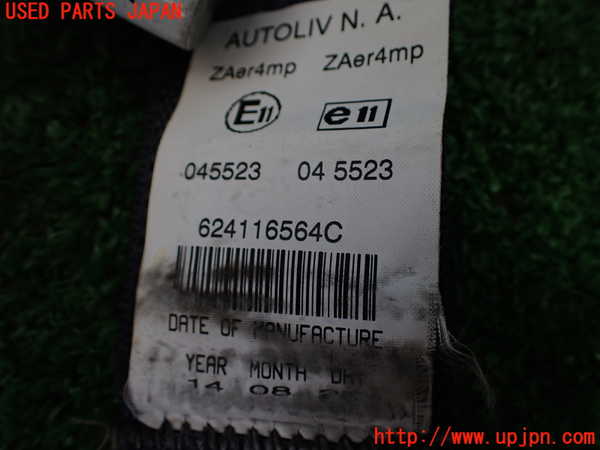 USED PARTS JAPAN
AUTOLIV N. A.
ZAer4mp ZAer4mp
E11 e11
045523 04 5523
624116564C
DATE OF MANUFACTURE
YEAR MONTH
14 08
http://www.upjpn.com/